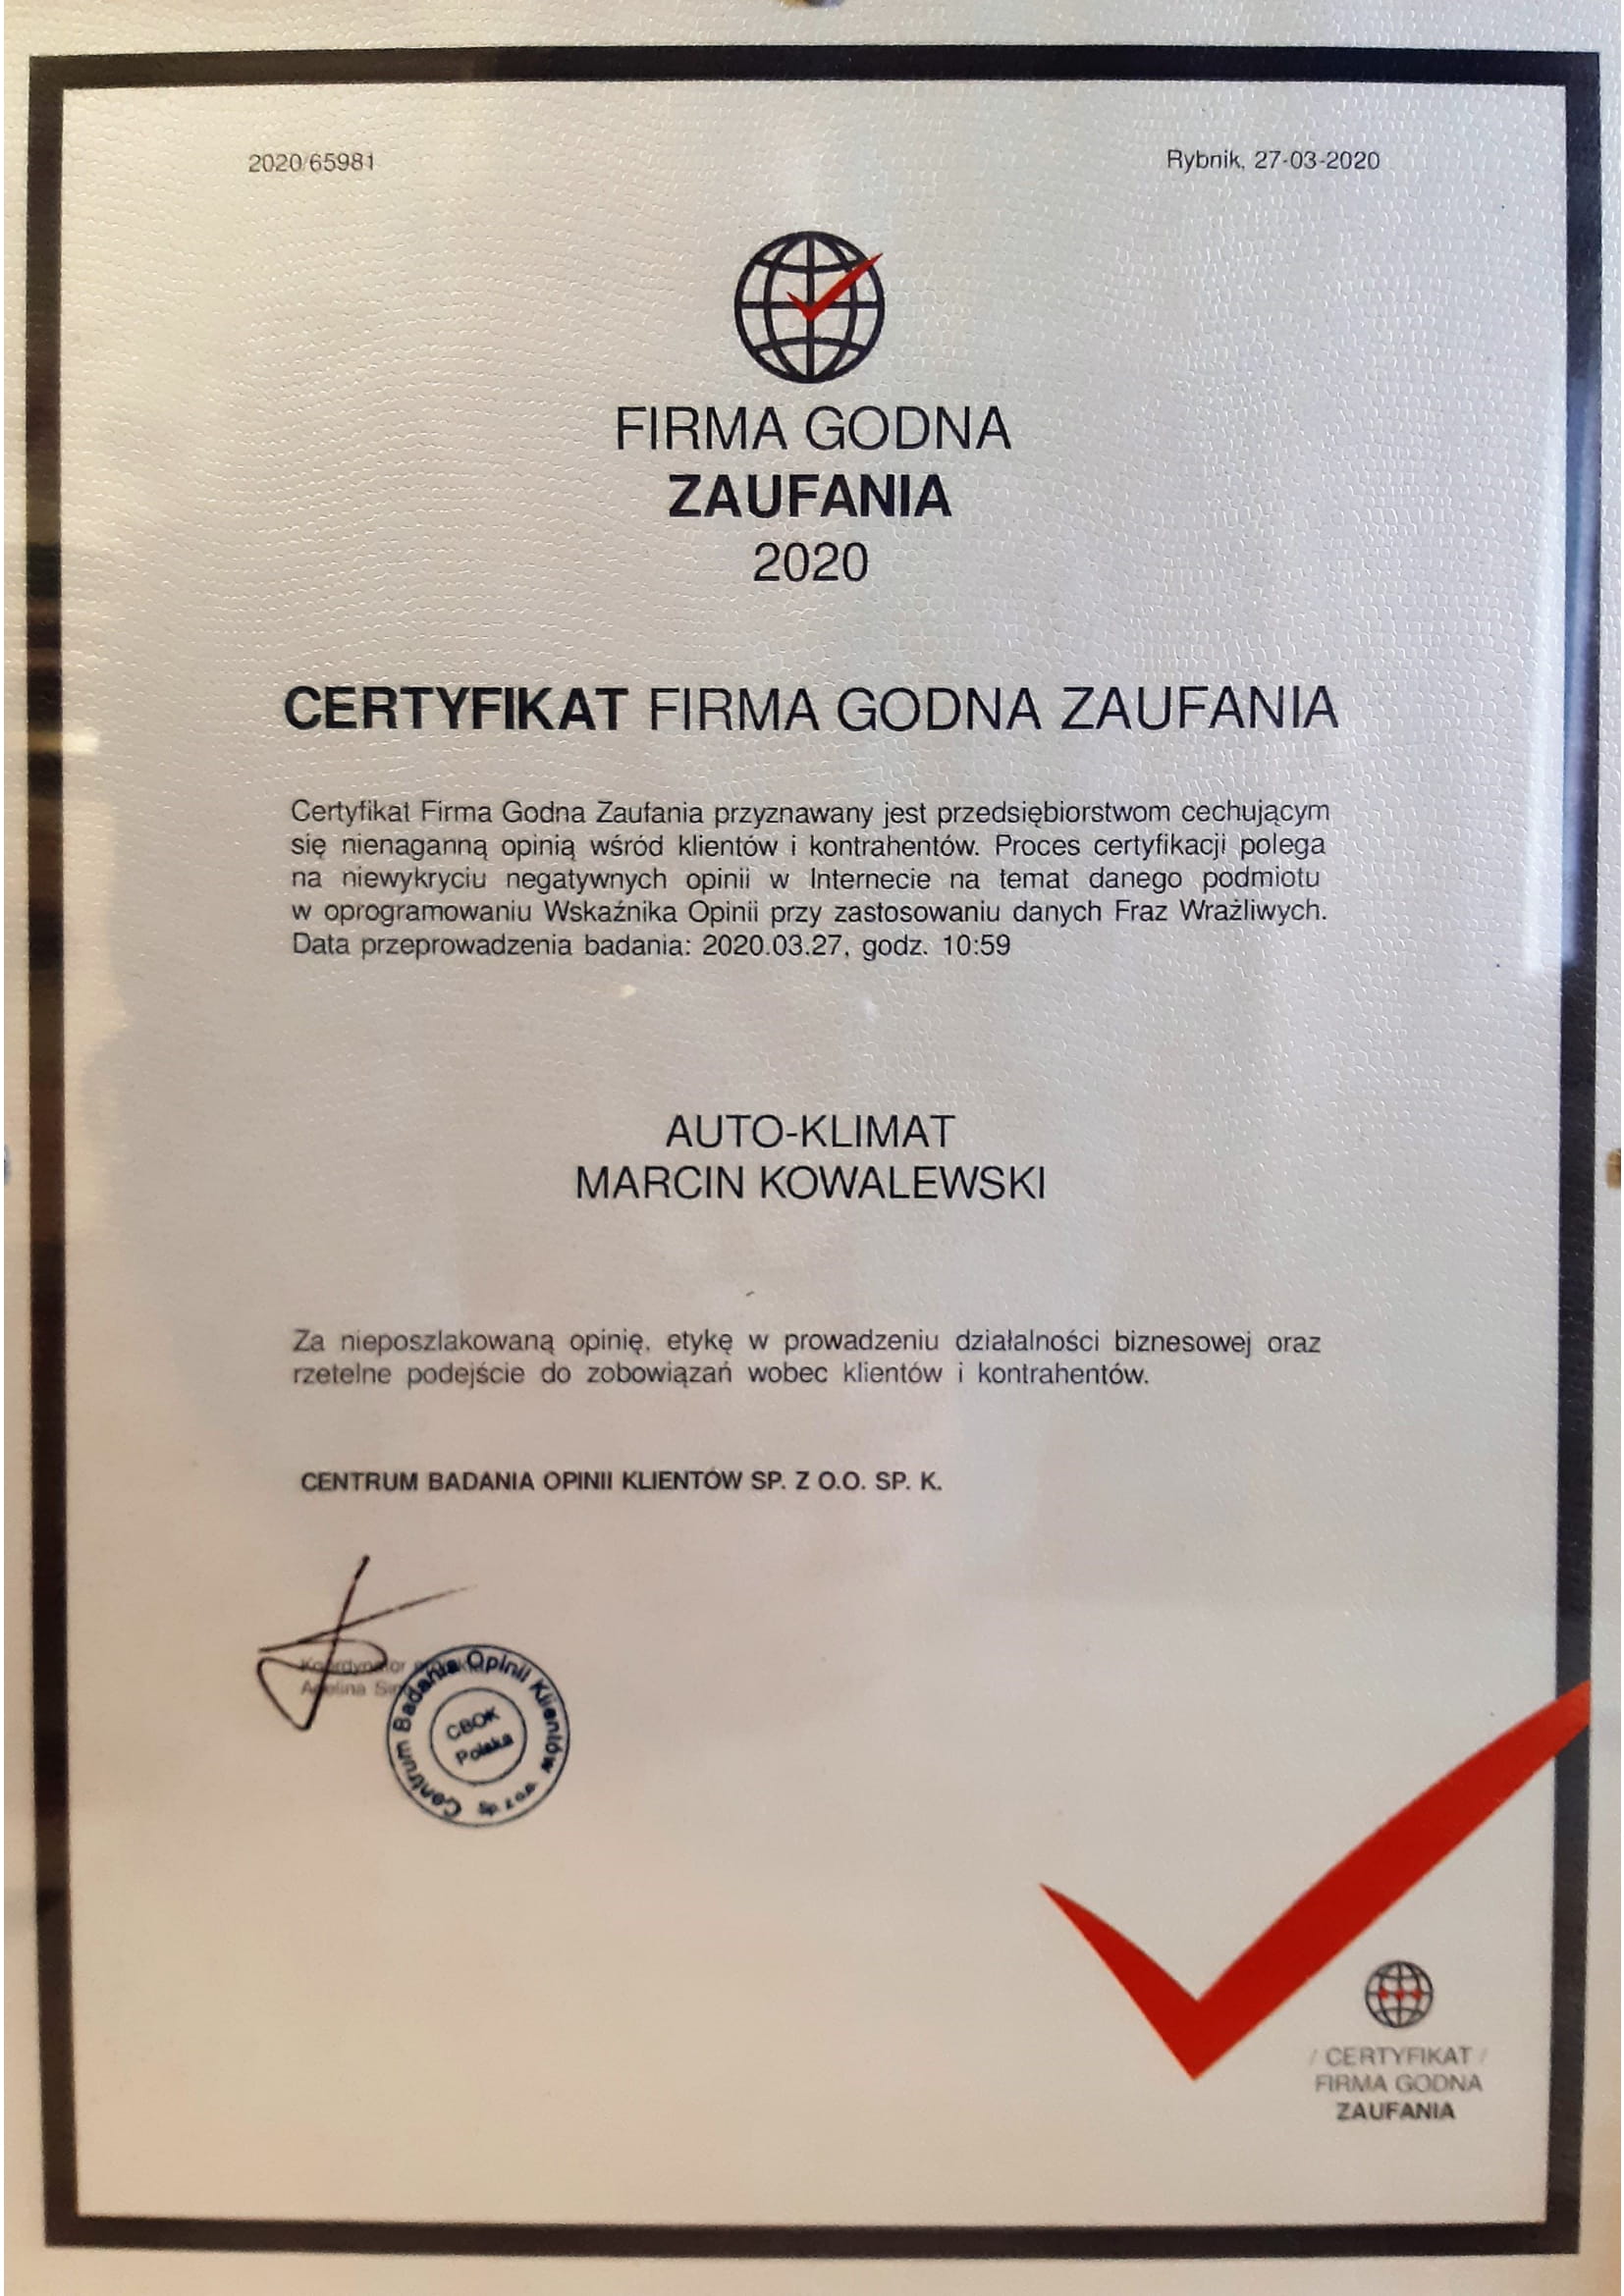 2020/65981
Rybnik, 27-03-2020
FIRMA GODNA
ZAUFANIA
2020
CERTYFIKAT FIRMA GODNA ZAUFANIA
Certyfikat Firma Godna Zaufania przyznawany jest przedsiębiorstwom cechującym
się nienaganną opinią wśród klientów i kontrahentów. Proces certyfikacji polega
na niewykryciu negatywnych opinii w Internecie na temat danego podmiotu
w oprogramowaniu Wskaźnika Opinii przy zastosowaniu danych Fraz Wrażliwych.
Data przeprowadzenia badania: 2020.03.27, godz. 10:59
AUTO-KLIMAT
MARCIN KOWALEWSKI
Za nieposzlakowaną opinię, etykę w prowadzeniu działalności biznesowej oraz
rzetelne podejście do zobowiązań wobec klientów i kontrahentów.
CENTRUM BADANIA OPINII KLIENTÓW SP. Z O.O. SP. K.
Koordynator
Centrum Badania Opinii Klientów Sp. z o.o.
CBOK
Polska
/ CERTYFIKAT /
FIRMA GODNA
ZAUFANIA